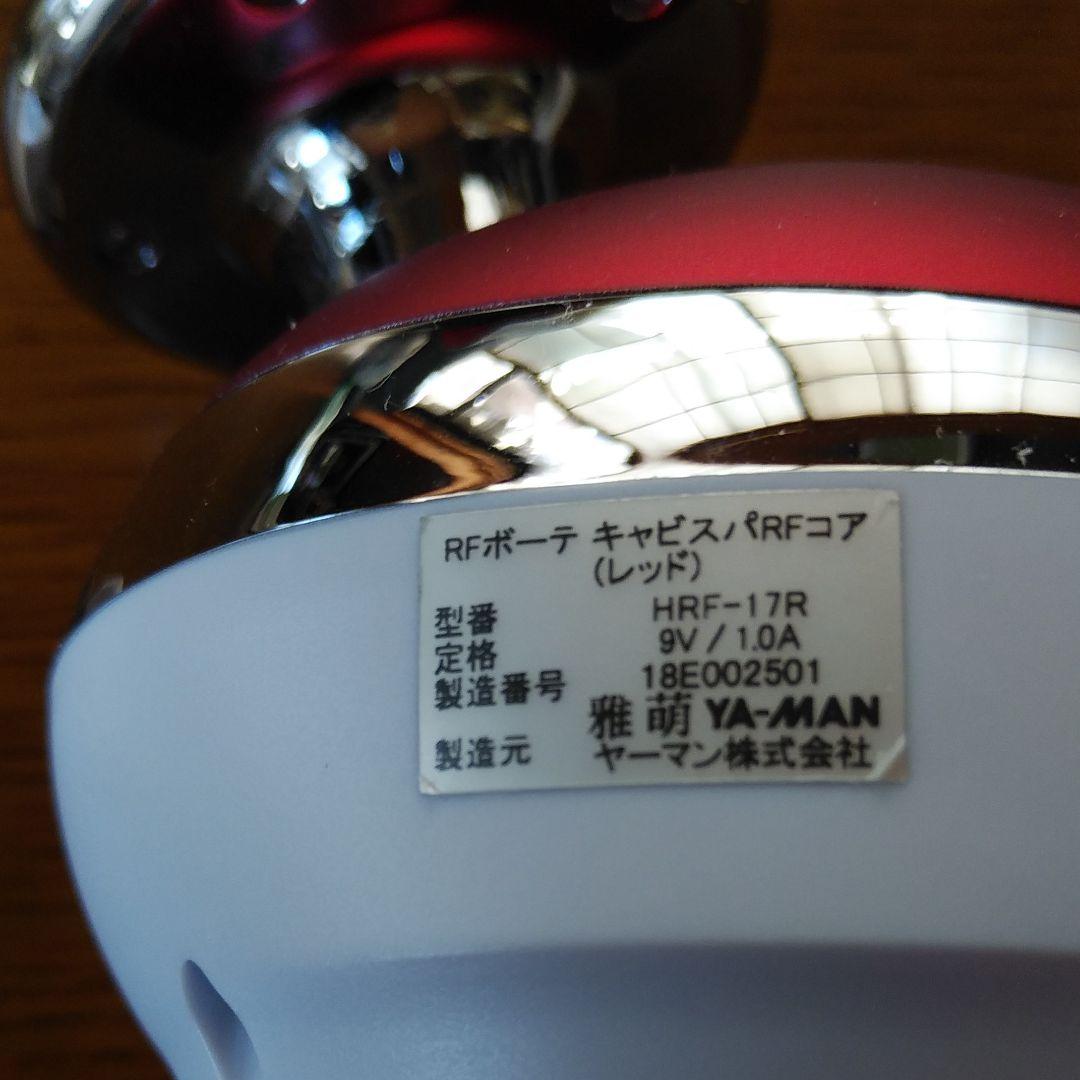 RFボーテ キャビスパRFコア
(レッド)
型番 HRF-17R
定格 9V / 1.0A
製造番号 18E002501
雅萌 YA-MAN
製造元 ヤーマン株式会社